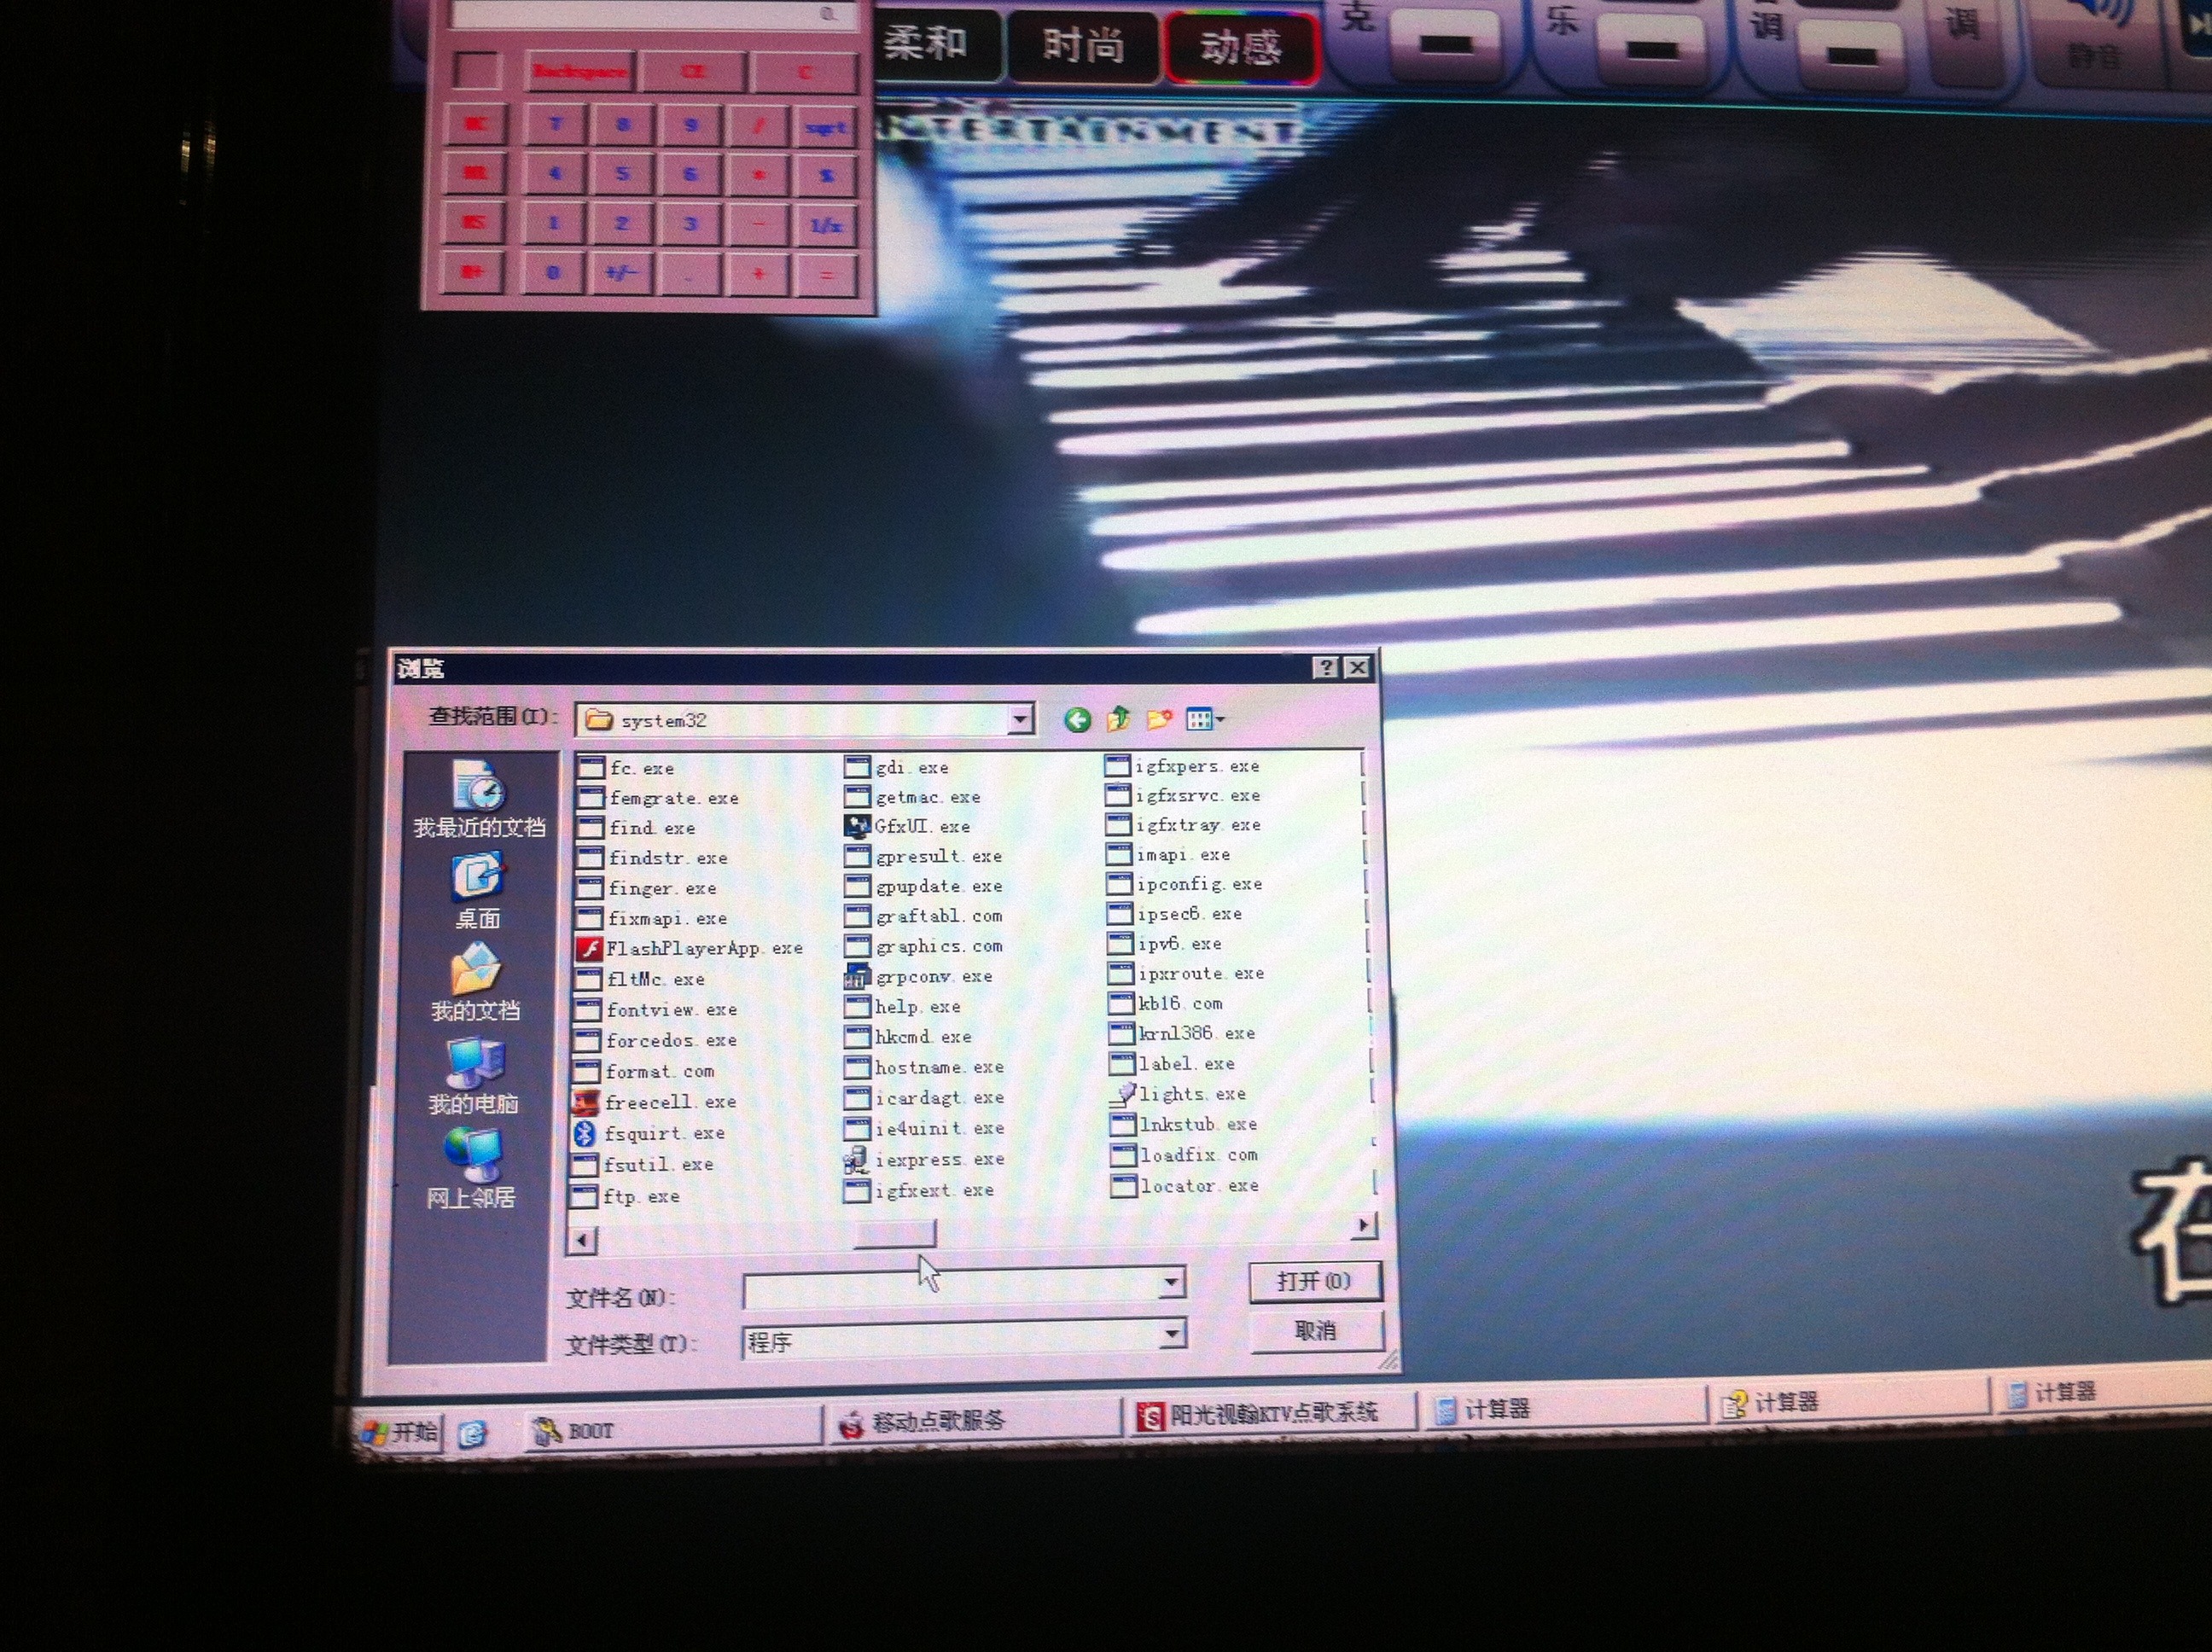 0.
柔和 时尚 动感 克 乐 调 调 静音
Backspace CE C
MC 7 8 9 / sqrt
MR 4 5 6 * %
MS 1 2 3 - 1/x
M+ 0 +/- . + =
ENTERTAINMENT
浏览
查找范围(I): system32
我最近的文档
桌面
我的文档
我的电脑
网上邻居
fc.exe
femgrate.exe
find.exe
findstr.exe
finger.exe
fixmapi.exe
FlashPlayerApp.exe
fltMc.exe
fontview.exe
forcedos.exe
format.com
freecell.exe
fsquirt.exe
fsutil.exe
ftp.exe
gdi.exe
getmac.exe
GfxUI.exe
gpresult.exe
gpupdate.exe
graftabl.com
graphics.com
grpconv.exe
help.exe
hkcmd.exe
hostname.exe
icardagt.exe
ie4uinit.exe
iexpress.exe
igfxext.exe
igfxpers.exe
igfxsrvc.exe
igfxtray.exe
imapi.exe
ipconfig.exe
ipsec6.exe
ipv6.exe
ipxroute.exe
kb16.com
krnl386.exe
label.exe
lights.exe
lnkstub.exe
loadfix.com
locator.exe
文件名(N): 打开(O)
文件类型(T): 程序 取消
在
开始 BOOT 移动点歌服务 阳光视翰KTV点歌系统 计算器 计算器 计算器